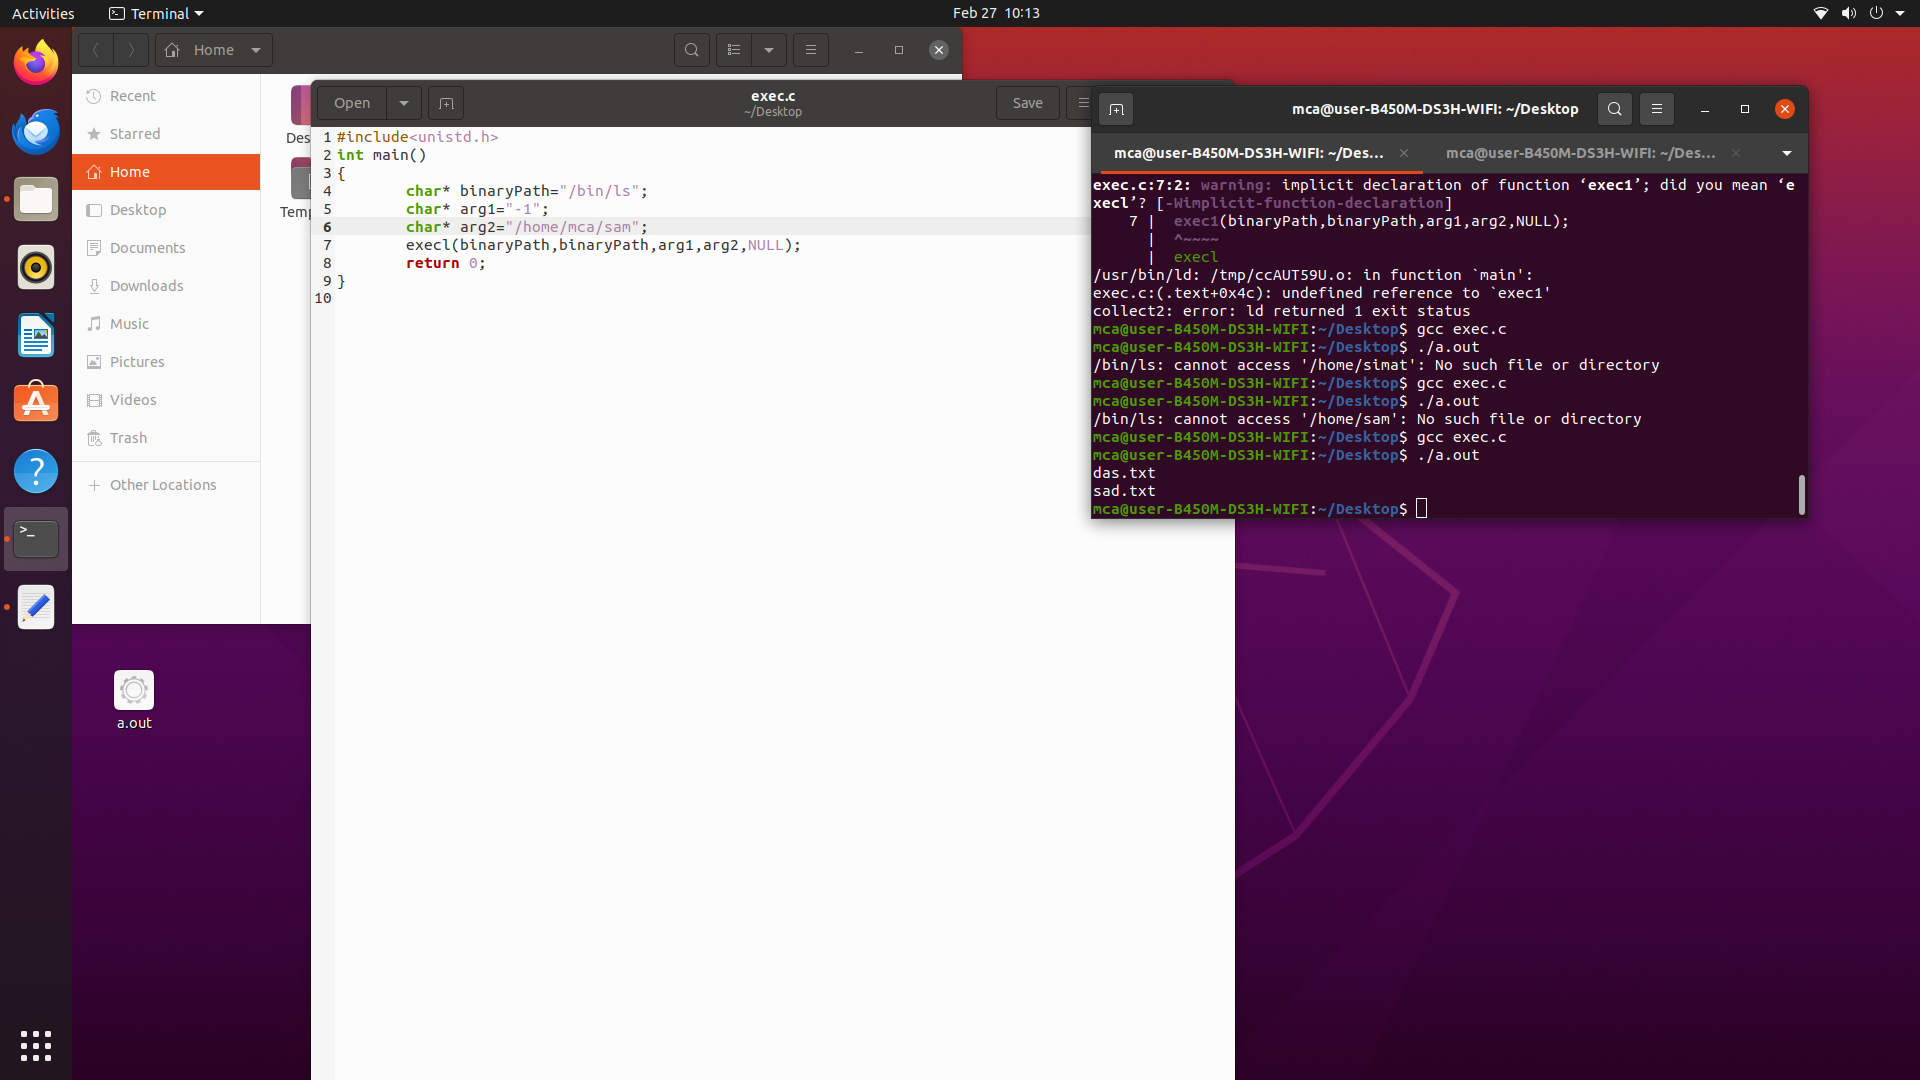 Activities
Terminal
Feb 27 10:13
Home
Recent
Starred
Home
Desktop
Documents
Downloads
Music
Pictures
Videos
Trash
Other Locations
Des
Temp
a.out
Open
exec.c
~/Desktop
Save
1 #include<unistd.h>
2 int main()
3 {
4 char* binaryPath="/bin/ls";
5 char* arg1="-1";
6 char* arg2="/home/mca/sam";
7 execl(binaryPath,binaryPath,arg1,arg2,NULL);
8 return 0;
9 }
10
mca@user-B450M-DS3H-WIFI: ~/Desktop
mca@user-B450M-DS3H-WIFI: ~/Des...
mca@user-B450M-DS3H-WIFI: ~/Des...
exec.c:7:2: warning: implicit declaration of function ‘exec1’; did you mean ‘e
xecl’? [-Wimplicit-function-declaration]
7 | exec1(binaryPath,binaryPath,arg1,arg2,NULL);
| ^~~~~
| execl
/usr/bin/ld: /tmp/ccAUT59U.o: in function `main':
exec.c:(.text+0x4c): undefined reference to `exec1'
collect2: error: ld returned 1 exit status
mca@user-B450M-DS3H-WIFI:~/Desktop$ gcc exec.c
mca@user-B450M-DS3H-WIFI:~/Desktop$ ./a.out
/bin/ls: cannot access '/home/simat': No such file or directory
mca@user-B450M-DS3H-WIFI:~/Desktop$ gcc exec.c
mca@user-B450M-DS3H-WIFI:~/Desktop$ ./a.out
/bin/ls: cannot access '/home/sam': No such file or directory
mca@user-B450M-DS3H-WIFI:~/Desktop$ gcc exec.c
mca@user-B450M-DS3H-WIFI:~/Desktop$ ./a.out
das.txt
sad.txt
mca@user-B450M-DS3H-WIFI:~/Desktop$